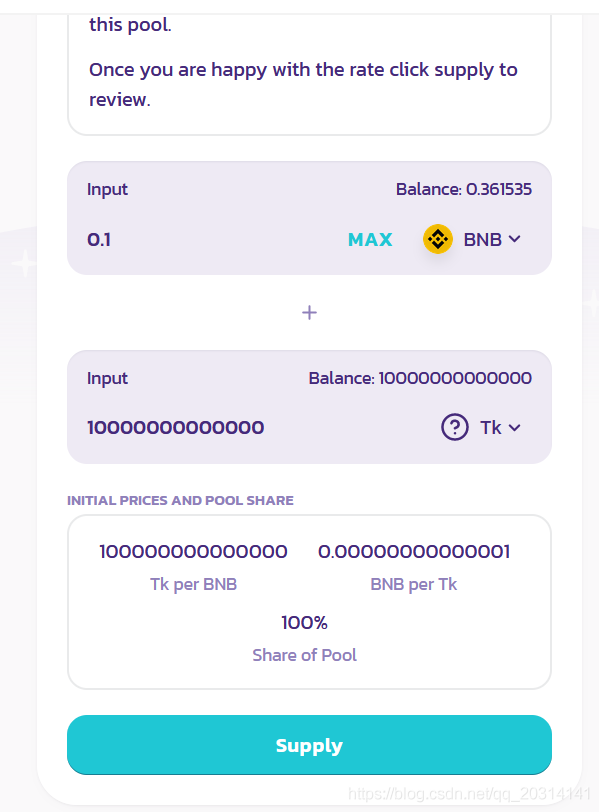 this pool.
Once you are happy with the rate click supply to
review.
Input
Balance: 0.361535
0.1
MAX
BNB
+
Input
Balance: 10000000000000
10000000000000
Tk
INITIAL PRICES AND POOL SHARE
100000000000000
0.00000000000001
Tk per BNB
BNB per Tk
100%
Share of Pool
Supply
https://blog.csdn.net/qq_20314141